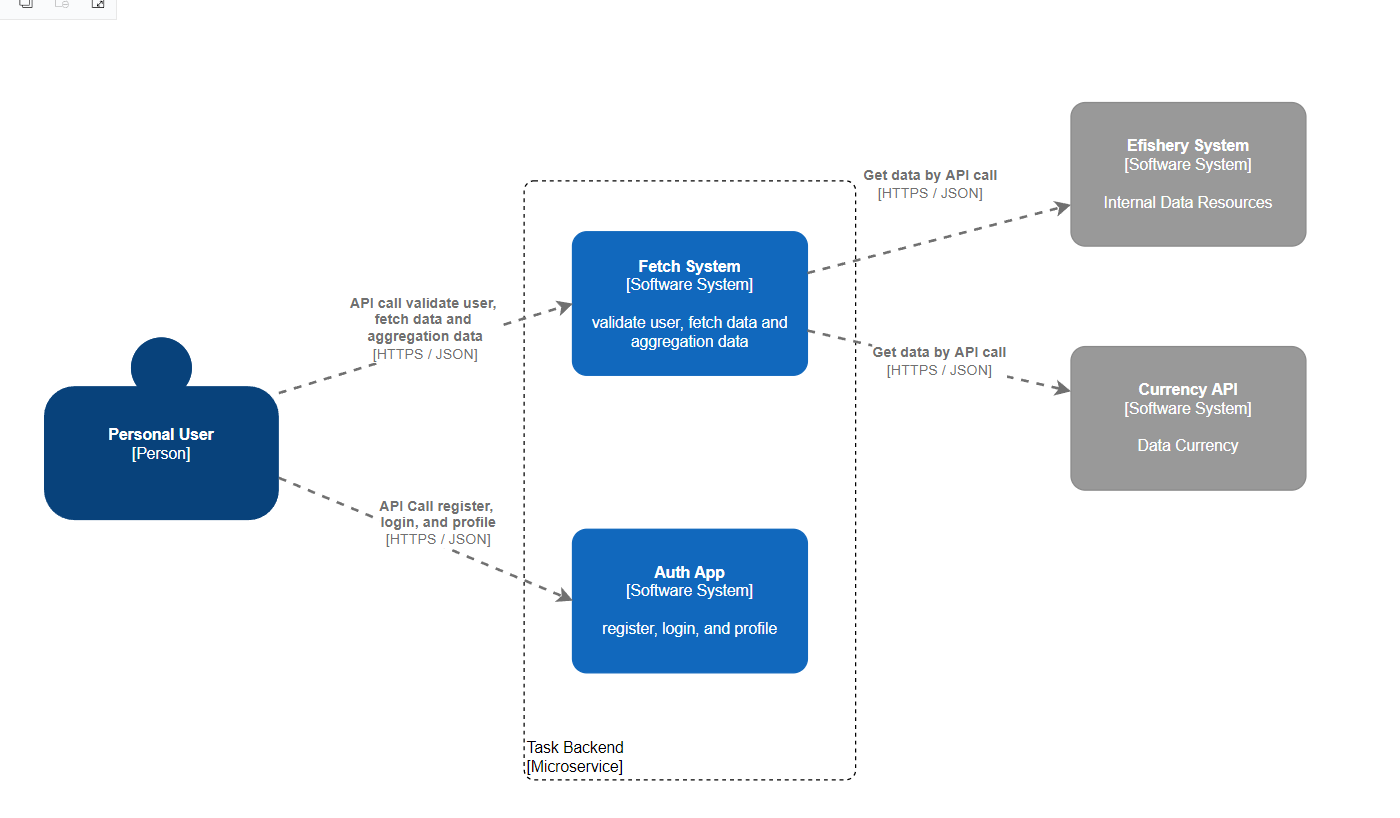 Personal User
[Person]
API call validate user,
fetch data and
aggregation data
[HTTPS / JSON]
API Call register,
login, and profile
[HTTPS / JSON]
Fetch System
[Software System]
validate user, fetch data and
aggregation data
Auth App
[Software System]
register, login, and profile
Task Backend
[Microservice]
Get data by API call
[HTTPS / JSON]
Get data by API call
[HTTPS / JSON]
Efishery System
[Software System]
Internal Data Resources
Currency API
[Software System]
Data Currency